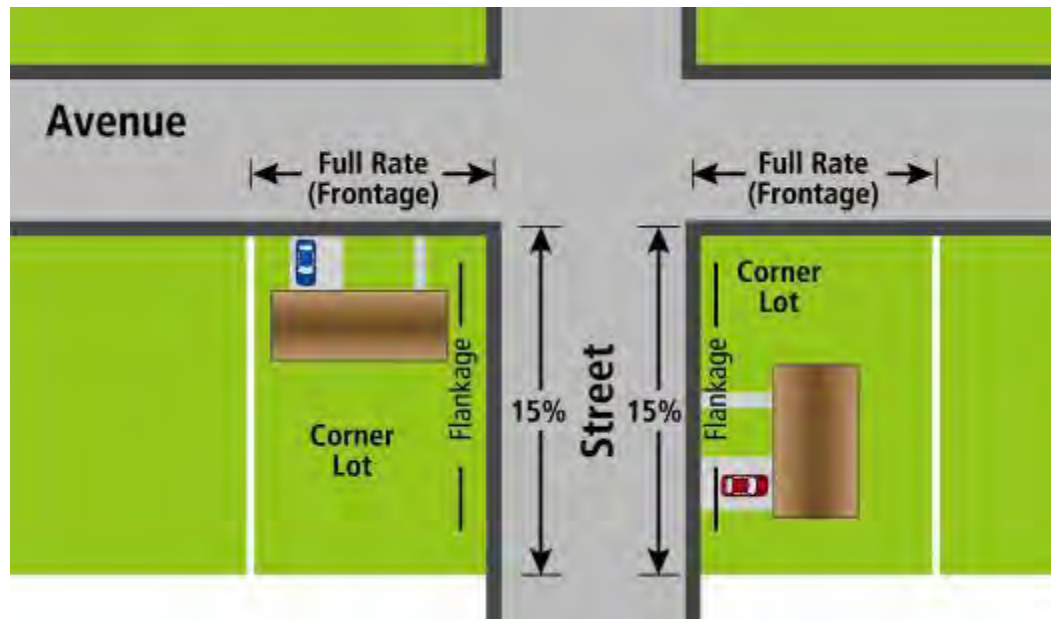 Avenue
Full Rate
(Frontage)
Full Rate
(Frontage)
Corner
Lot
Flankage
Corner
Lot
15%
Street
15%
Flankage